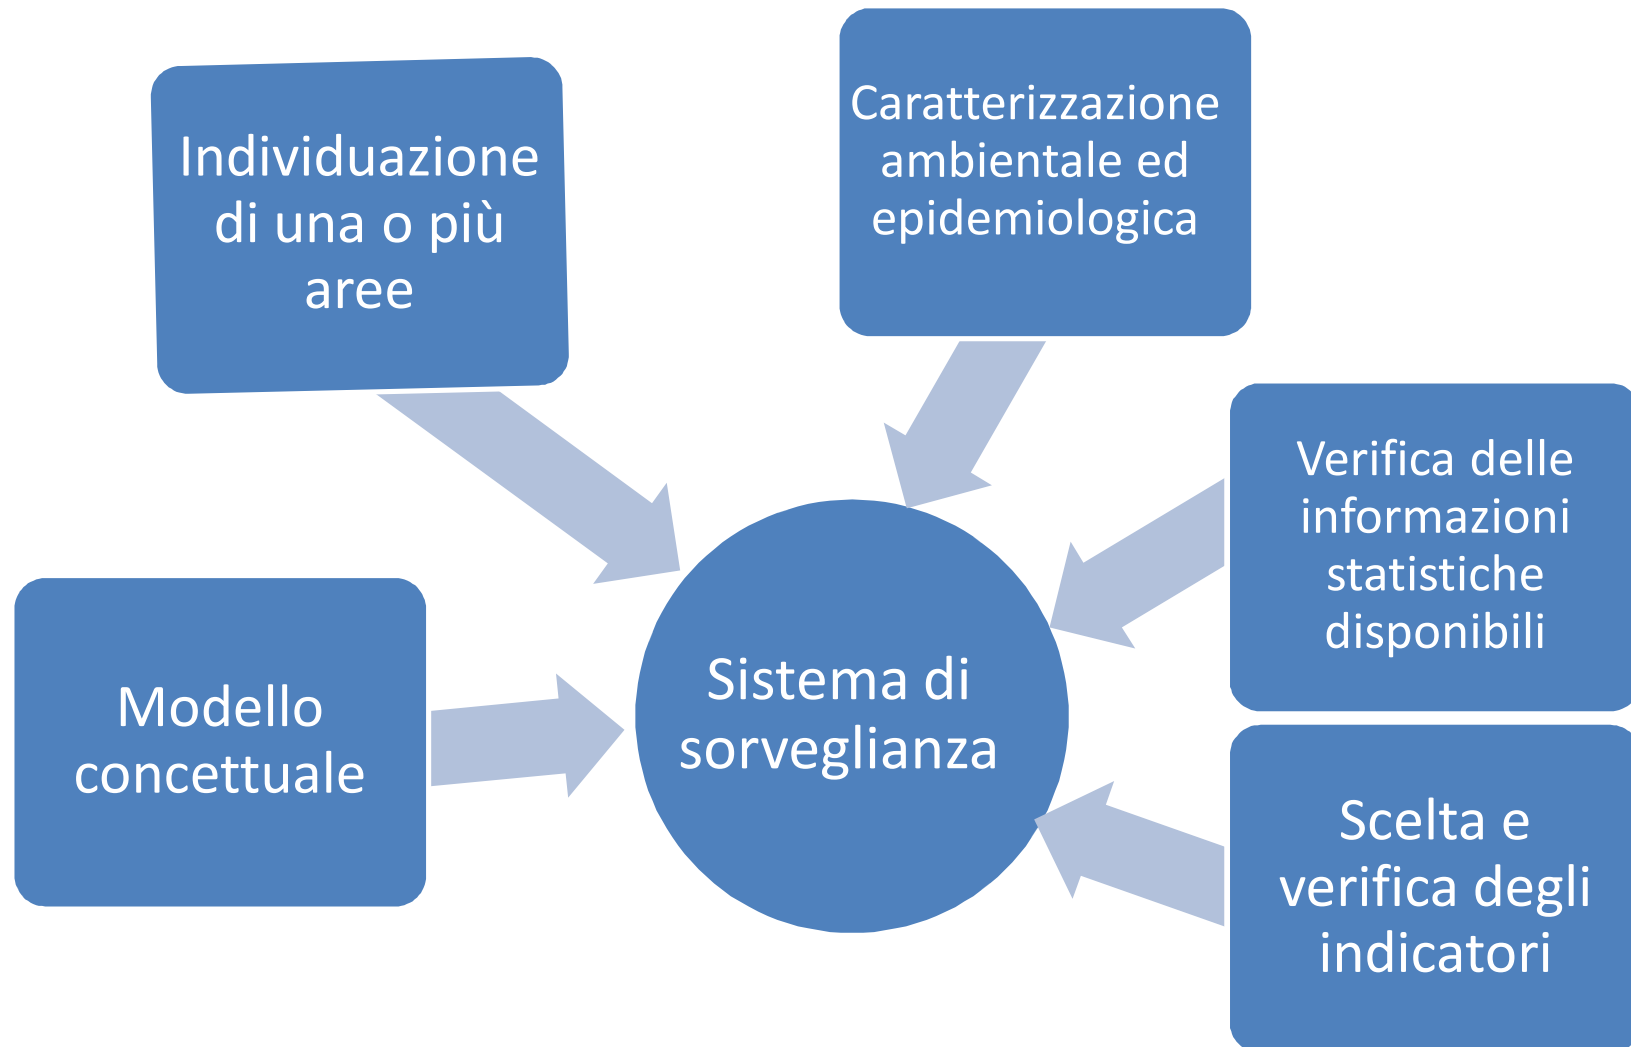 Individuazione
di una o più
aree
Caratterizzazione
ambientale ed
epidemiologica
Verifica delle
informazioni
statistiche
disponibili
Modello
concettuale
Sistema di
sorveglianza
Scelta e
verifica degli
indicatori